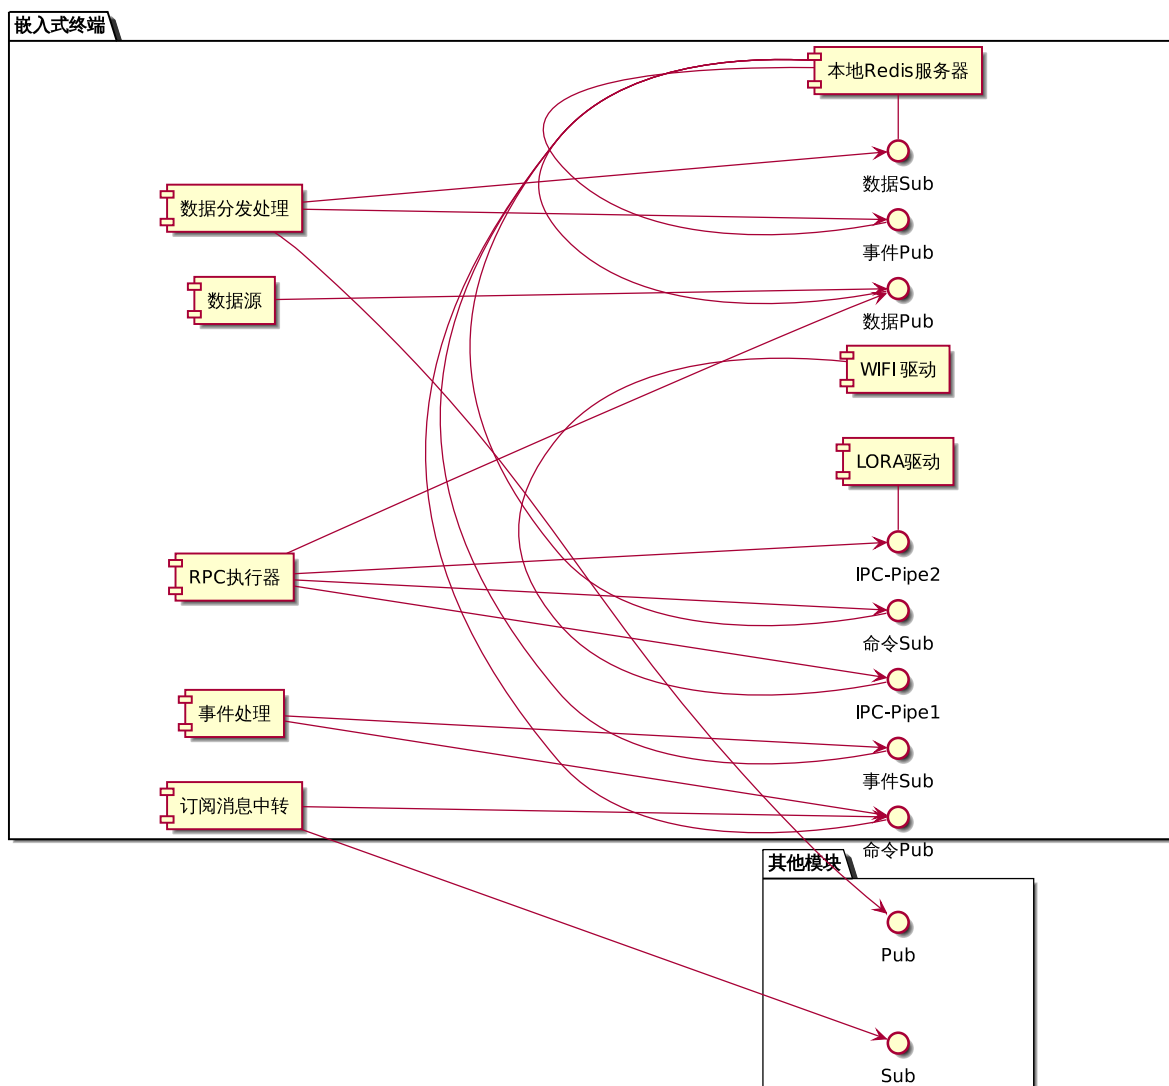 嵌入式终端
本地Redis服务器
数据Sub
数据分发处理
事件Pub
数据源
数据Pub
WIFI 驱动
LORA驱动
RPC执行器
IPC-Pipe2
命令Sub
事件处理
IPC-Pipe1
事件Sub
订阅消息中转
命令Pub
其他模块
Pub
Sub